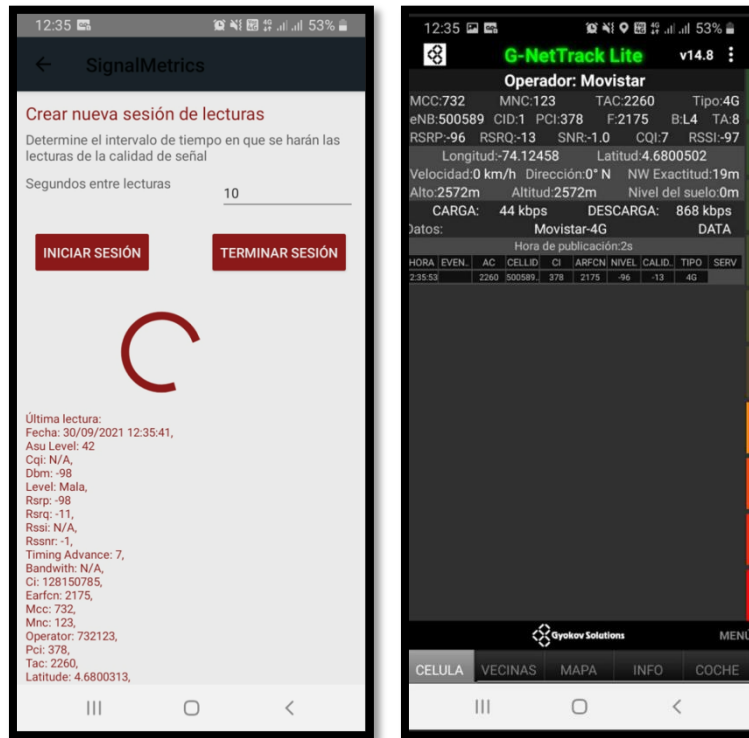 12:35 53%
SignalMetrics
Crear nueva sesión de lecturas
Determine el intervalo de tiempo en que se harán las
lecturas de la calidad de señal
Segundos entre lecturas 10
INICIAR SESIÓN TERMINAR SESIÓN
Última lectura:
Fecha: 30/09/2021 12:35:41,
Asu Level: 42
Cqi: N/A,
Dbm: -98
Level: Mala,
Rsrp: -98
Rsrq: -11,
Rssi: N/A,
Rssnr: -1,
Timing Advance: 7,
Bandwith: N/A,
Ci: 128150785,
Earfcn: 2175,
Mcc: 732,
Mnc: 123,
Operator: 732123,
Pci: 378,
Tac: 2260,
Latitude: 4.6800313,
12:35 4G 53%
G-NetTrack Lite v14.8
Operador: Movistar
MCC:732 MNC:123 TAC:2260 Tipo:4G
eNB:500589 CID:1 PCI:378 F:2175 B:L4 TA:8
RSRP:-96 RSRQ:-13 SNR:-1.0 CQI:7 RSSI:-97
Longitud:-74.12458 Latitud:4.6800502
Velocidad:0 km/h Dirección:0° N NW Exactitud:19m
Alto:2572m Altitud:2572m Nivel del suelo:0m
CARGA: 44 kbps DESCARGA: 868 kbps
Datos: Movistar-4G DATA
Hora de publicación:2s
HORA EVEN.. AC CELLID CI ARFCN NIVEL CALID.. TIPO SERV
2:35:53 2260 500589.. 378 2175 -96 -13 4G
Gyokov Solutions MENÚ
CELULA VECINAS MAPA INFO COCHE